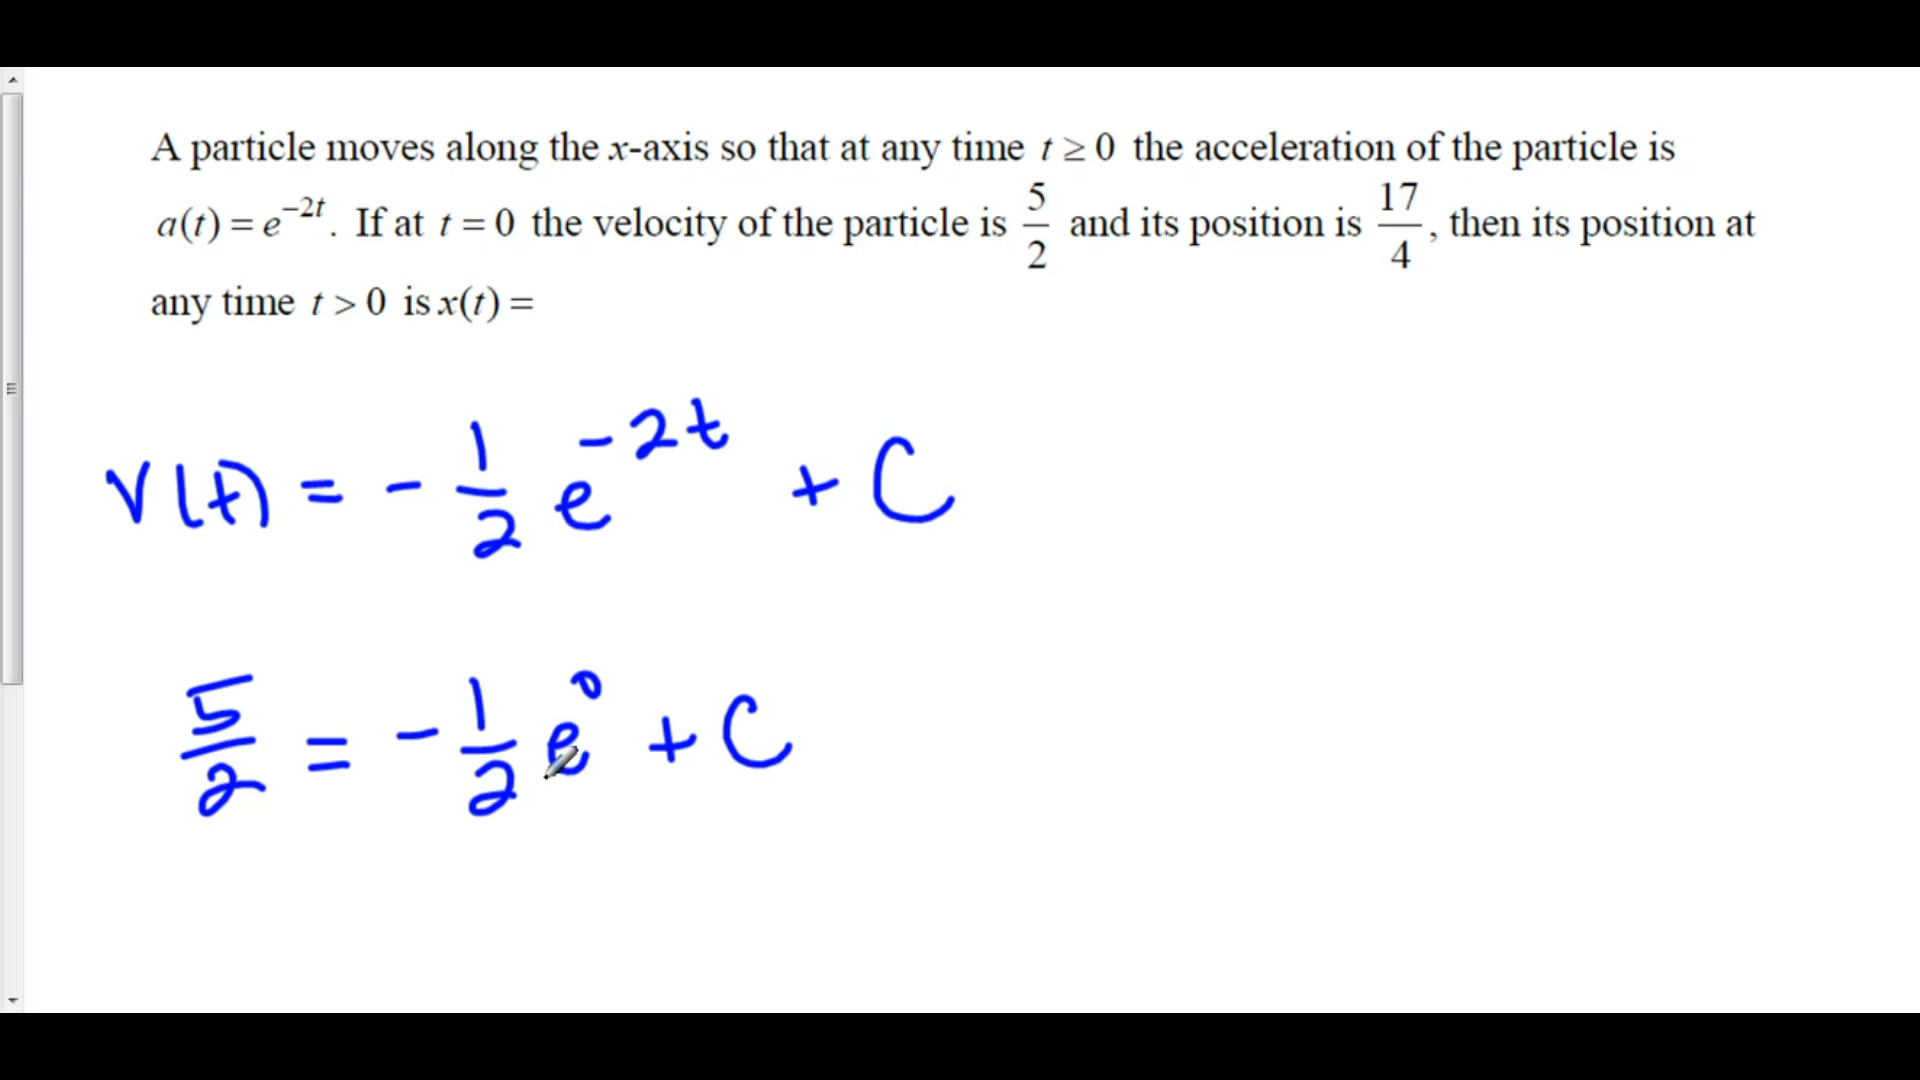 A particle moves along the x-axis so that at any time t ≥ 0 the acceleration of the particle is
a(t) = e^{-2t}. If at t = 0 the velocity of the particle is 5/2 and its position is 17/4, then its position at
any time t > 0 is x(t) =
v(t) = - 1/2 e^{-2t} + C
5/2 = - 1/2 e^0 + C